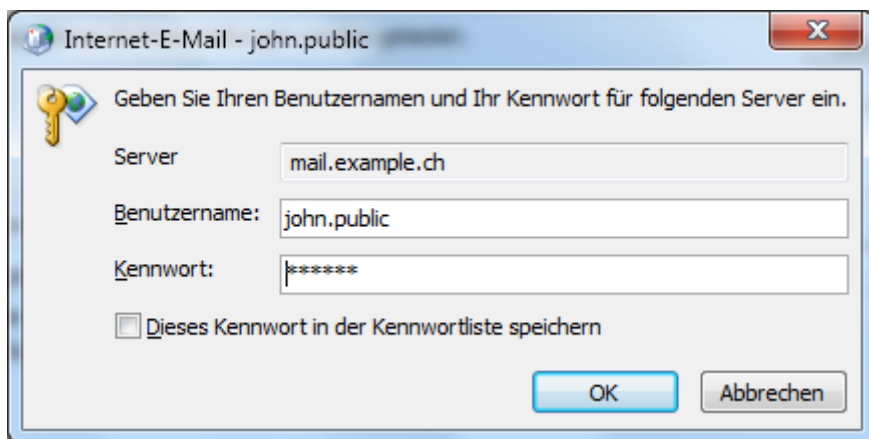 Internet-E-Mail - john.public
Geben Sie Ihren Benutzernamen und Ihr Kennwort für folgenden Server ein.
Server mail.example.ch
Benutzername: john.public
Kennwort: ******
Dieses Kennwort in der Kennwortliste speichern
OK Abbrechen